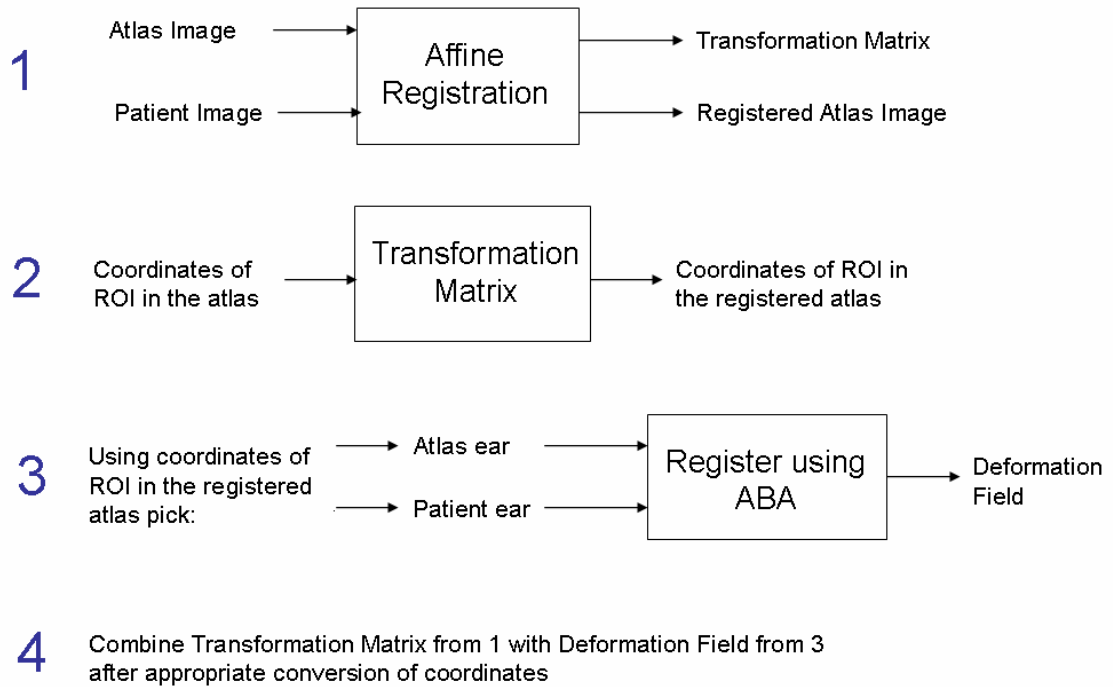 1
Atlas Image
Patient Image
Affine
Registration
Transformation Matrix
Registered Atlas Image
2
Coordinates of
ROI in the atlas
Transformation
Matrix
Coordinates of ROI in
the registered atlas
3
Using coordinates of
ROI in the registered
atlas pick:
Atlas ear
Patient ear
Register using
ABA
Deformation
Field
4
Combine Transformation Matrix from 1 with Deformation Field from 3
after appropriate conversion of coordinates